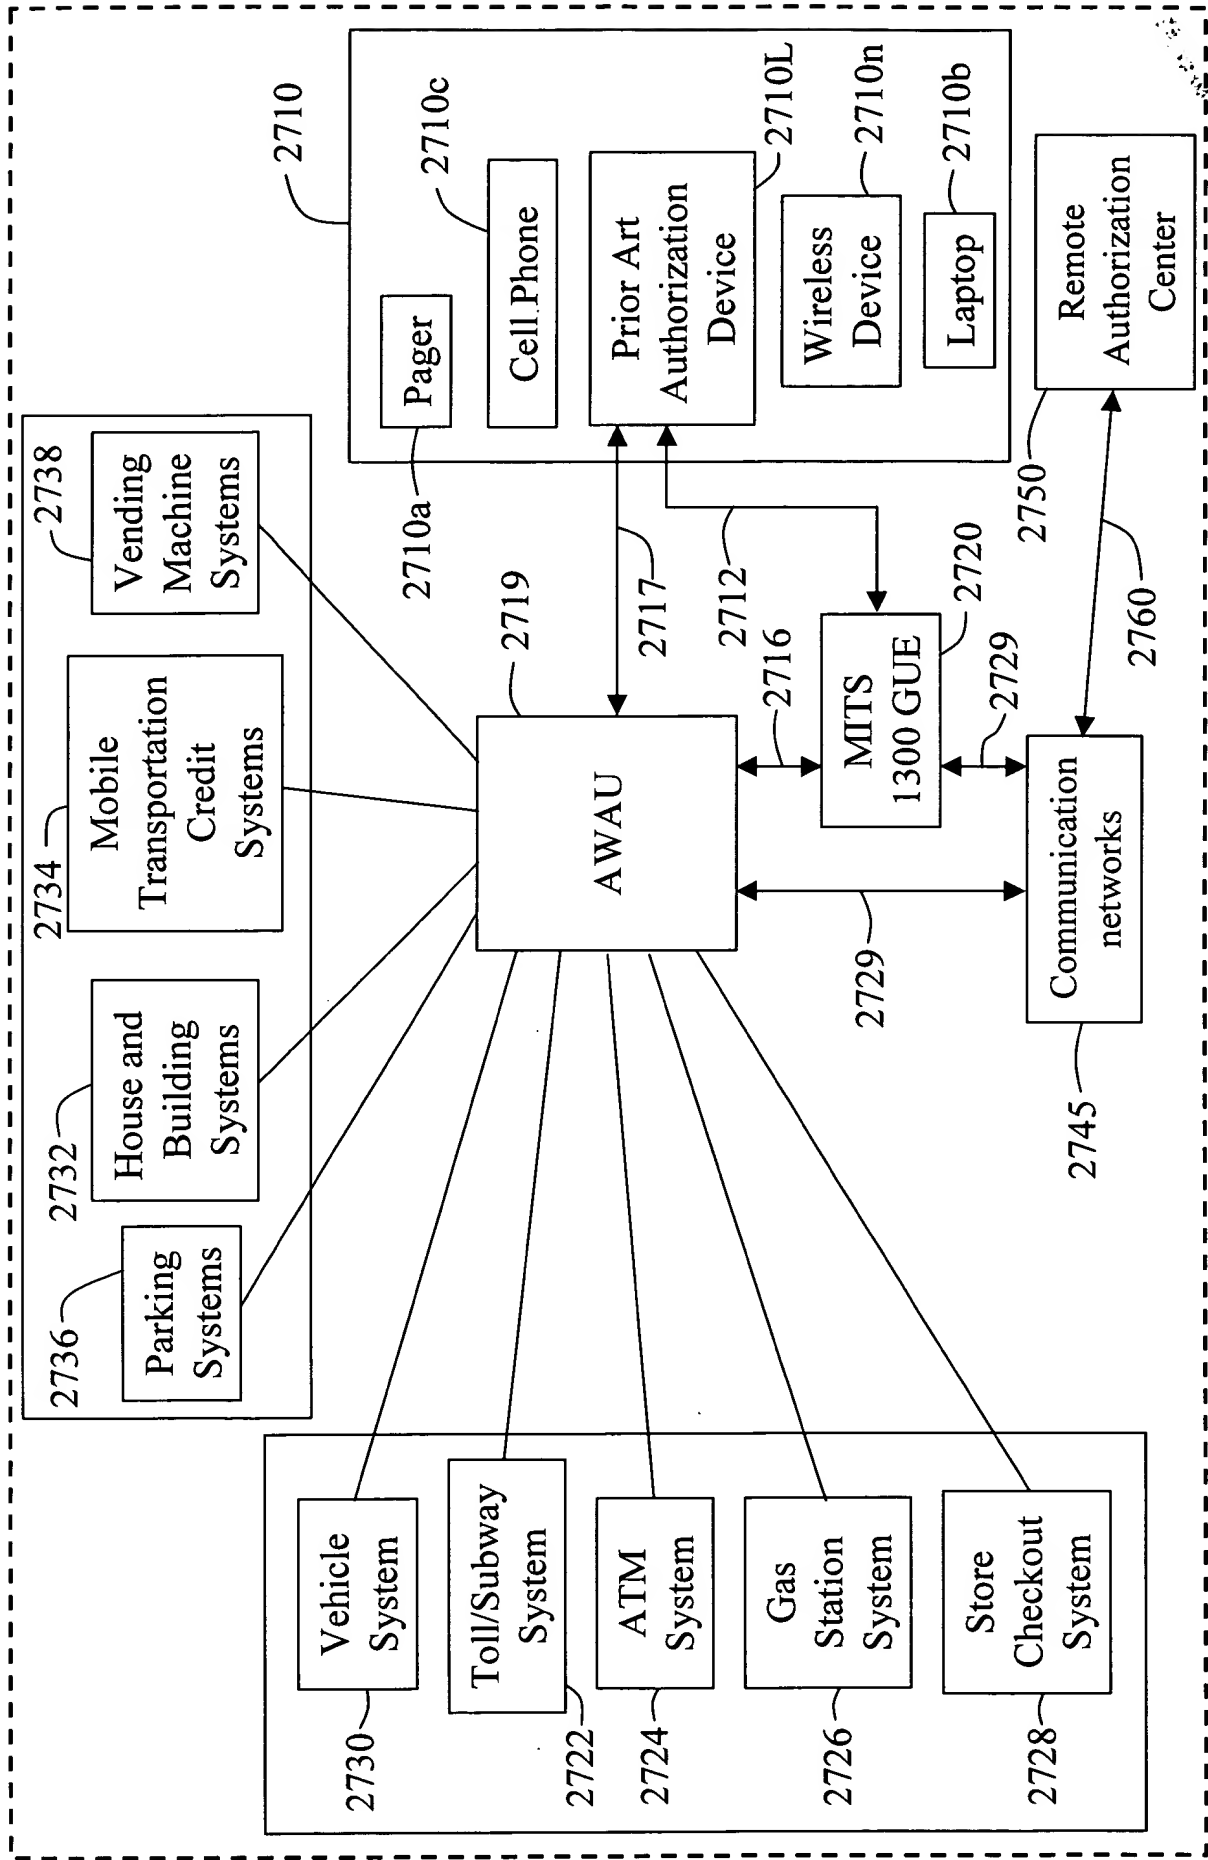 2736
Parking
Systems
2732
House and
Building
Systems
2734
Mobile
Transportation
Credit
Systems
2738
Vending
Machine
Systems
2710
Pager
2710a
Cell Phone
2710c
Prior Art
Authorization
Device
2710L
Wireless
Device
2710n
Laptop
2710b
Vehicle
System
2730
Toll/Subway
System
2722
ATM
System
2724
Gas
Station
System
2726
Store
Checkout
System
2728
AWAU
2719
2717
2712
2716
MITS
1300 GUE
2720
2729
2729
Communication
networks
2745
2760
Remote
Authorization
Center
2750